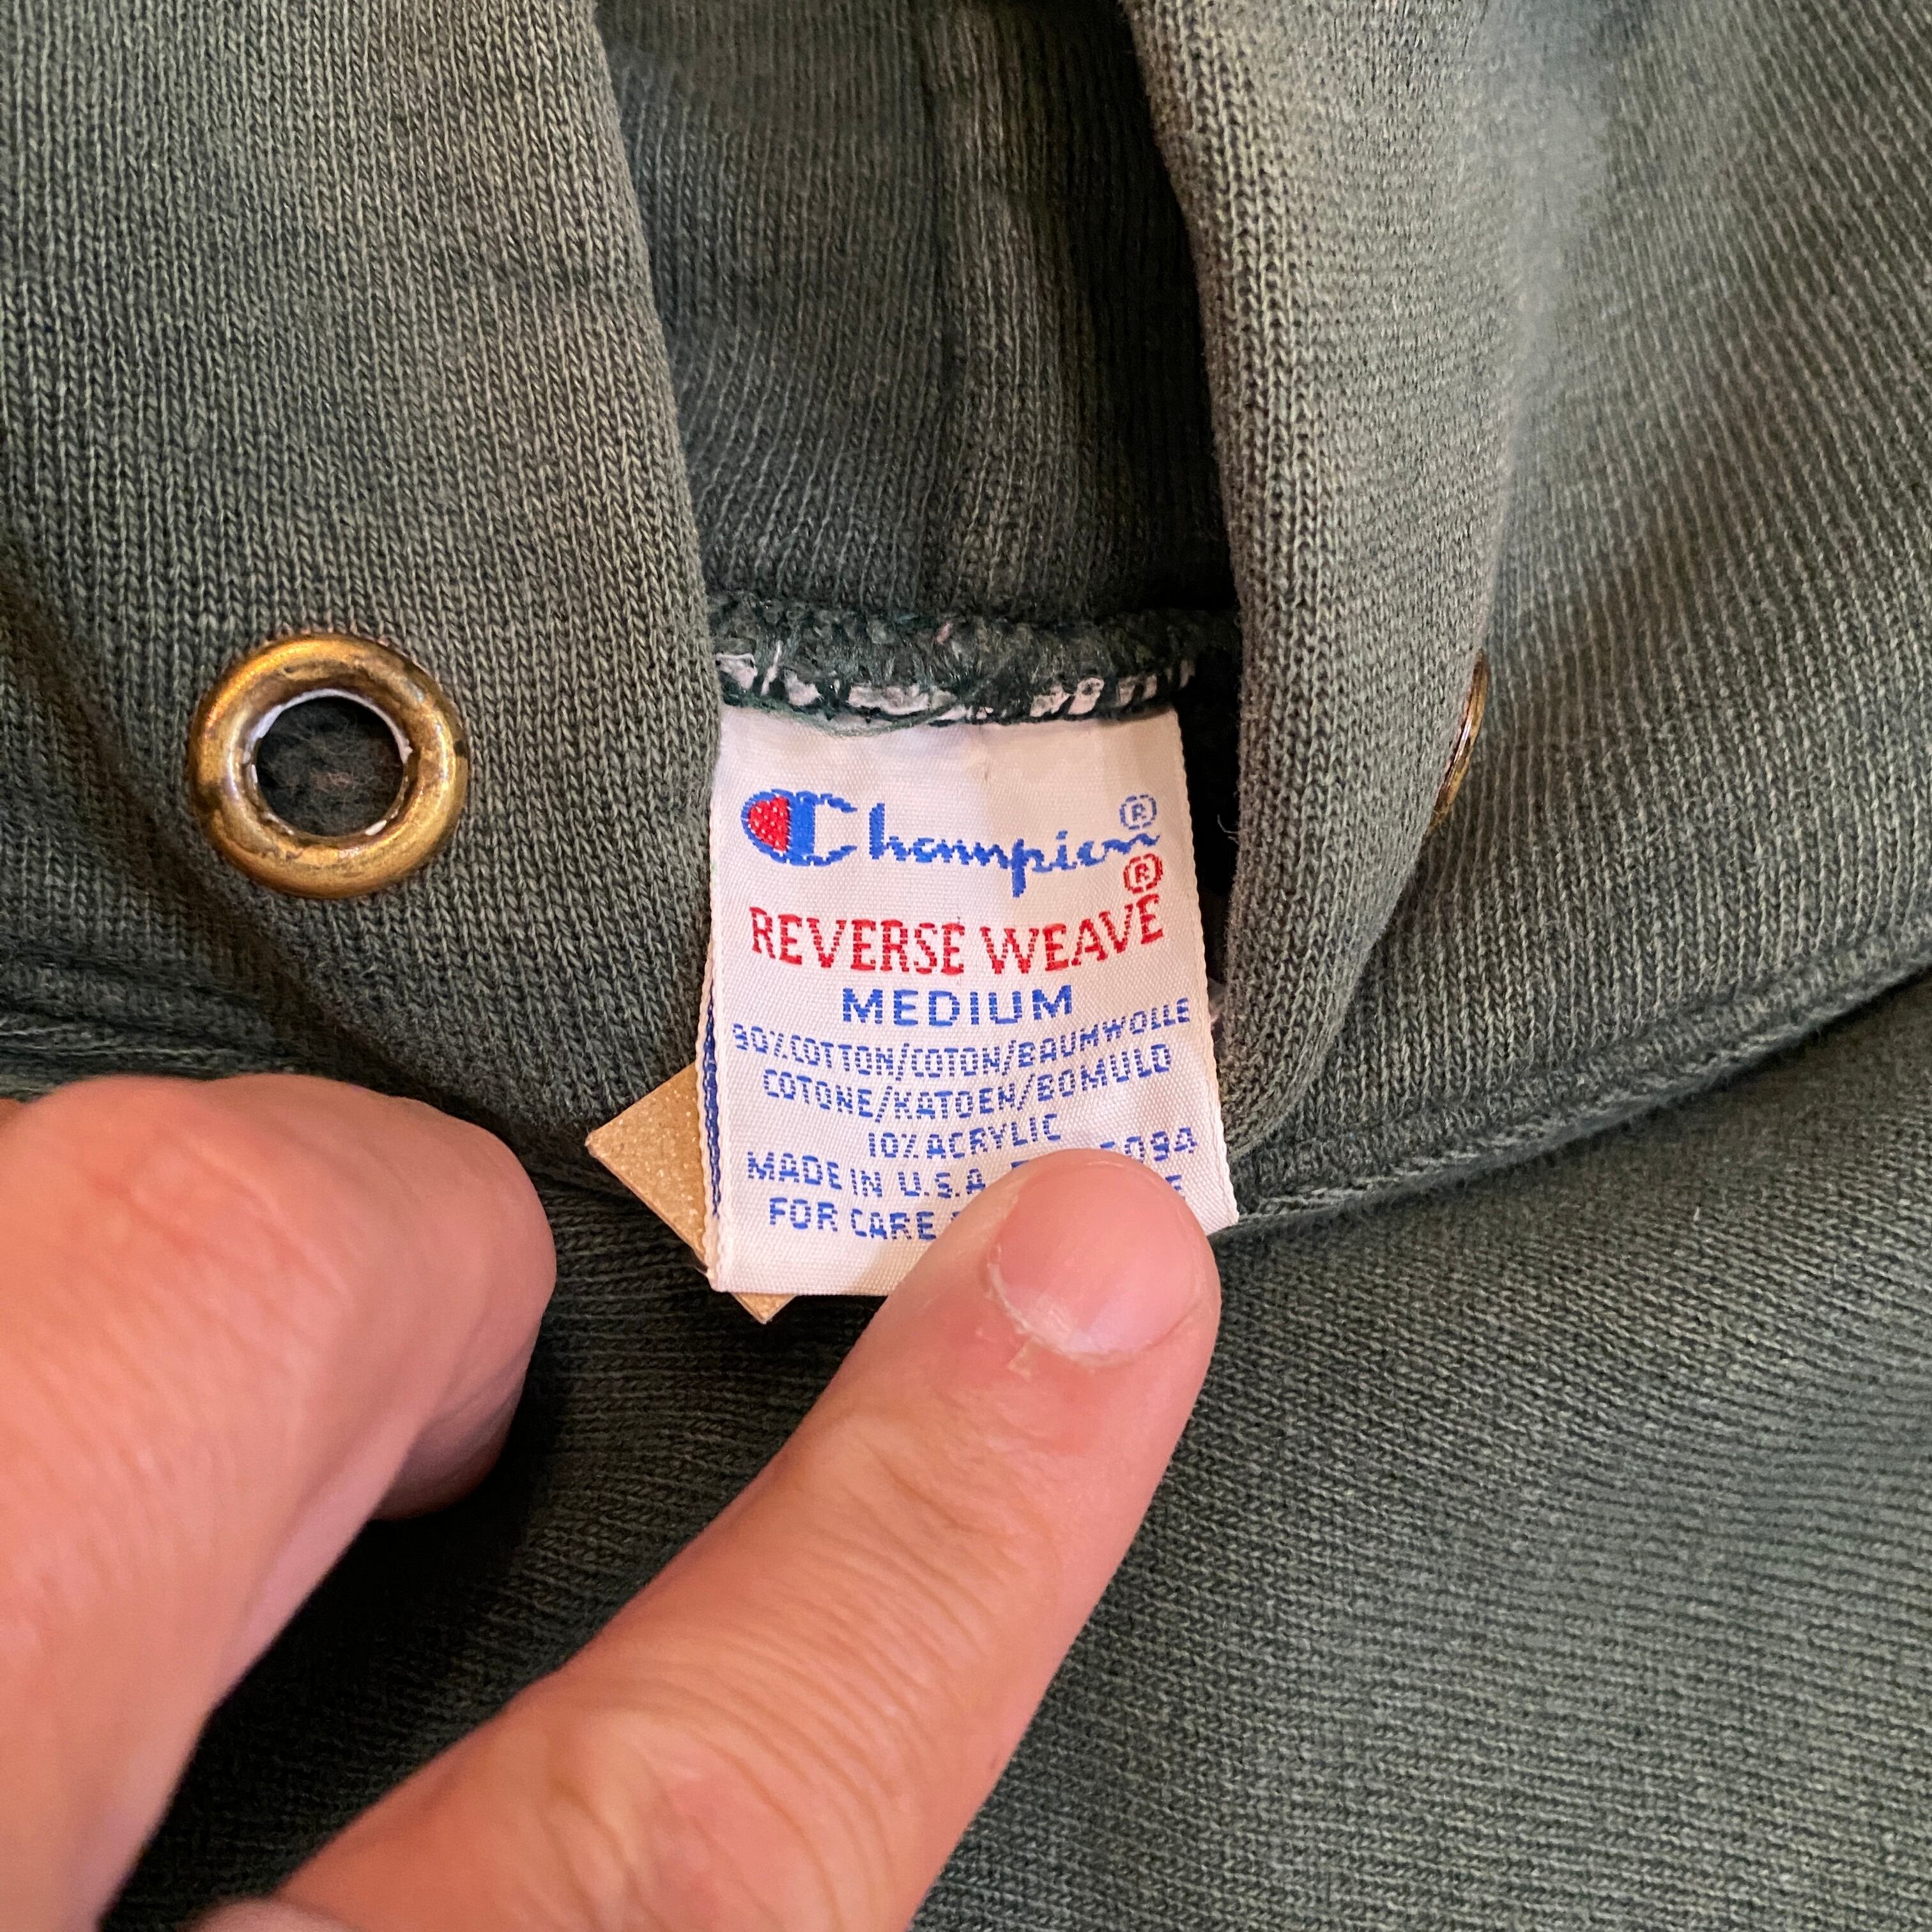 Champion®
®
REVERSE WEAVE
MEDIUM
90% COTTON/COTON/BAUMWOLLE
COTONE/KATOEN/BOMULD
10% ACRYLIC
MADE IN U.S.A.
FOR CARE